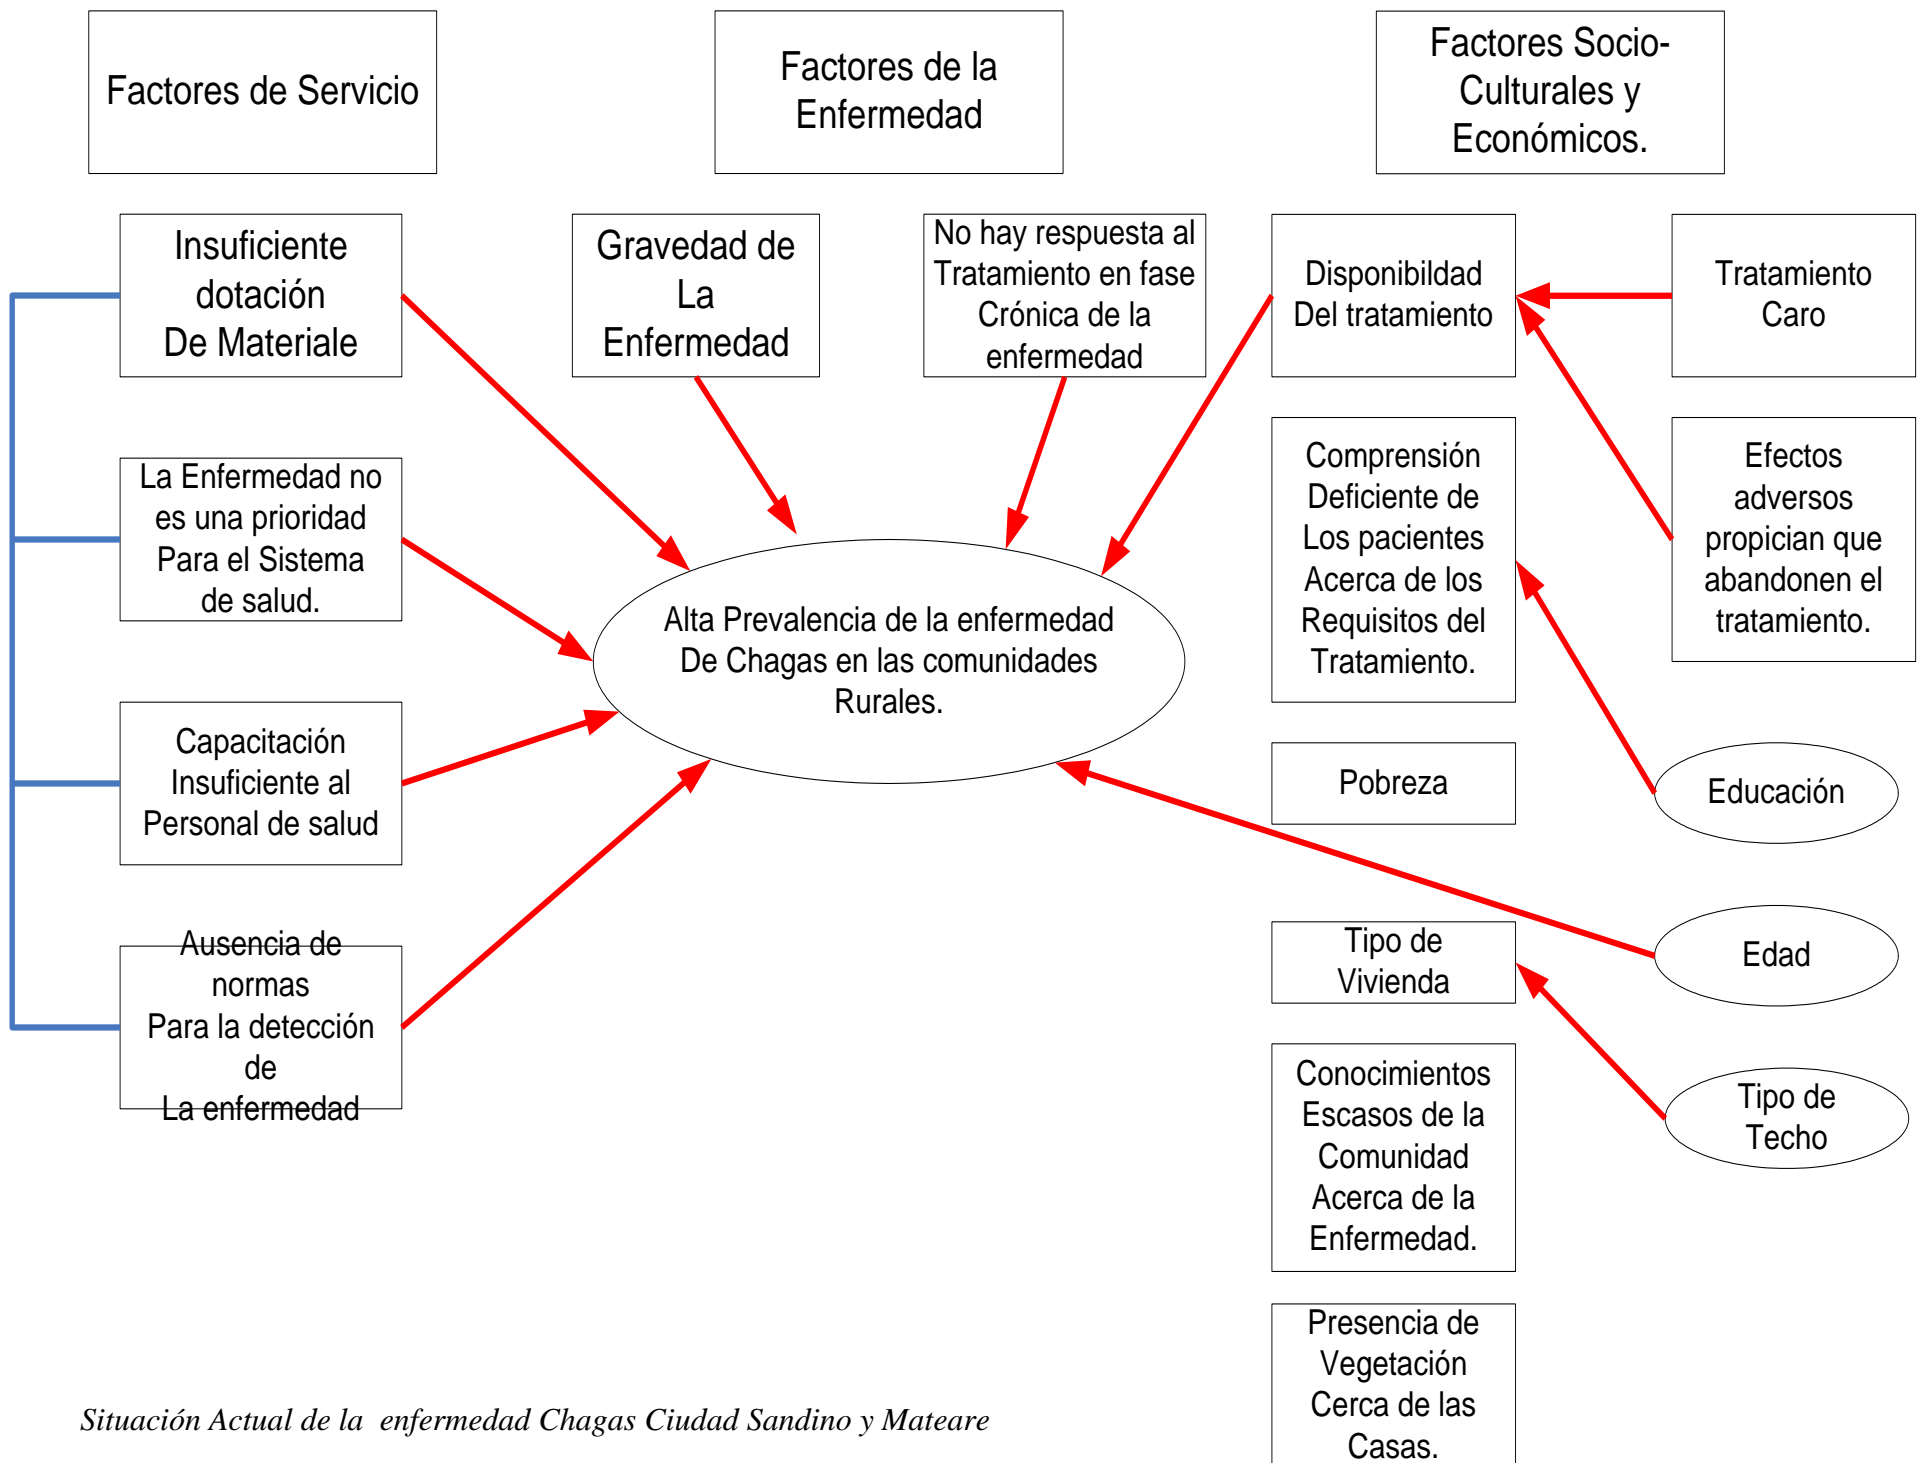 Factores de Servicio
Factores de la
Enfermedad
Factores Socio-
Culturales y
Económicos.
Insuficiente
dotación
De Materiale
Gravedad de
La
Enfermedad
No hay respuesta al
Tratamiento en fase
Crónica de la
enfermedad
Disponibildad
Del tratamiento
Tratamiento
Caro
La Enfermedad no
es una prioridad
Para el Sistema
de salud.
Comprensión
Deficiente de
Los pacientes
Acerca de los
Requisitos del
Tratamiento.
Efectos
adversos
propician que
abandonen el
tratamiento.
Alta Prevalencia de la enfermedad
De Chagas en las comunidades
Rurales.
Capacitación
Insuficiente al
Personal de salud
Pobreza
Educación
Ausencia de
normas
Para la detección
de
La enfermedad
Tipo de
Vivienda
Edad
Conocimientos
Escasos de la
Comunidad
Acerca de la
Enfermedad.
Tipo de
Techo
Presencia de
Vegetación
Cerca de las
Casas.
Situación Actual de la enfermedad Chagas Ciudad Sandino y Mateare